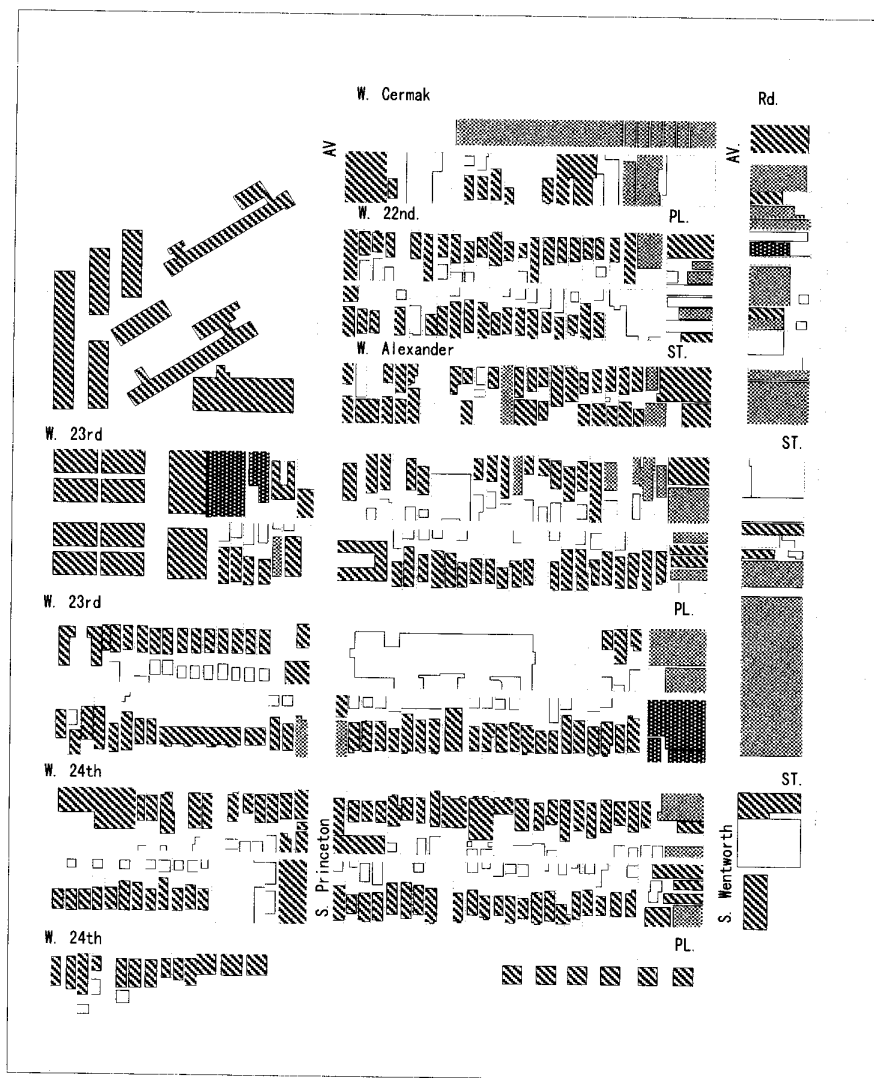 W. Cermak Rd.
AV AV.
W. 22nd. PL.
W. Alexander ST.
W. 23rd ST.
W. 23rd PL.
W. 24th ST.
S. Princeton
S. Wentworth
W. 24th PL.